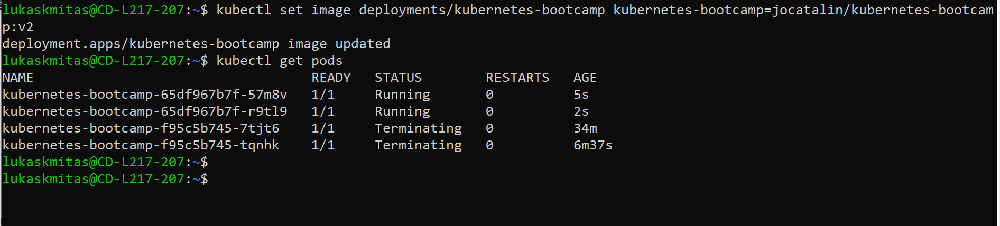 lukaskmitas@CD-L217-207:~$ kubectl set image deployments/kubernetes-bootcamp kubernetes-bootcamp=jocatalin/kubernetes-bootcam
p:v2
deployment.apps/kubernetes-bootcamp image updated
lukaskmitas@CD-L217-207:~$ kubectl get pods
NAME                                   READY   STATUS        RESTARTS   AGE
kubernetes-bootcamp-65df967b7f-57m8v   1/1     Running       0          5s
kubernetes-bootcamp-65df967b7f-r9tl9   1/1     Running       0          2s
kubernetes-bootcamp-f95c5b745-7tjt6    1/1     Terminating   0          34m
kubernetes-bootcamp-f95c5b745-tqnhk    1/1     Terminating   0          6m37s
lukaskmitas@CD-L217-207:~$
lukaskmitas@CD-L217-207:~$